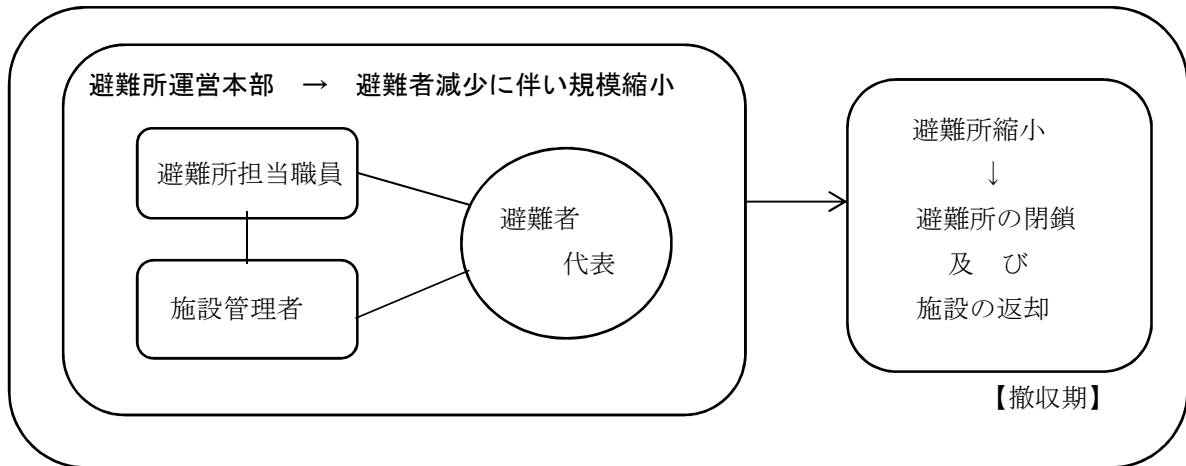 避難所運営本部　→　避難者減少に伴い規模縮小
避難所担当職員
施設管理者
避難者
代表
避難所縮小
↓
避難所の閉鎖
及　び
施設の返却
【撤収期】